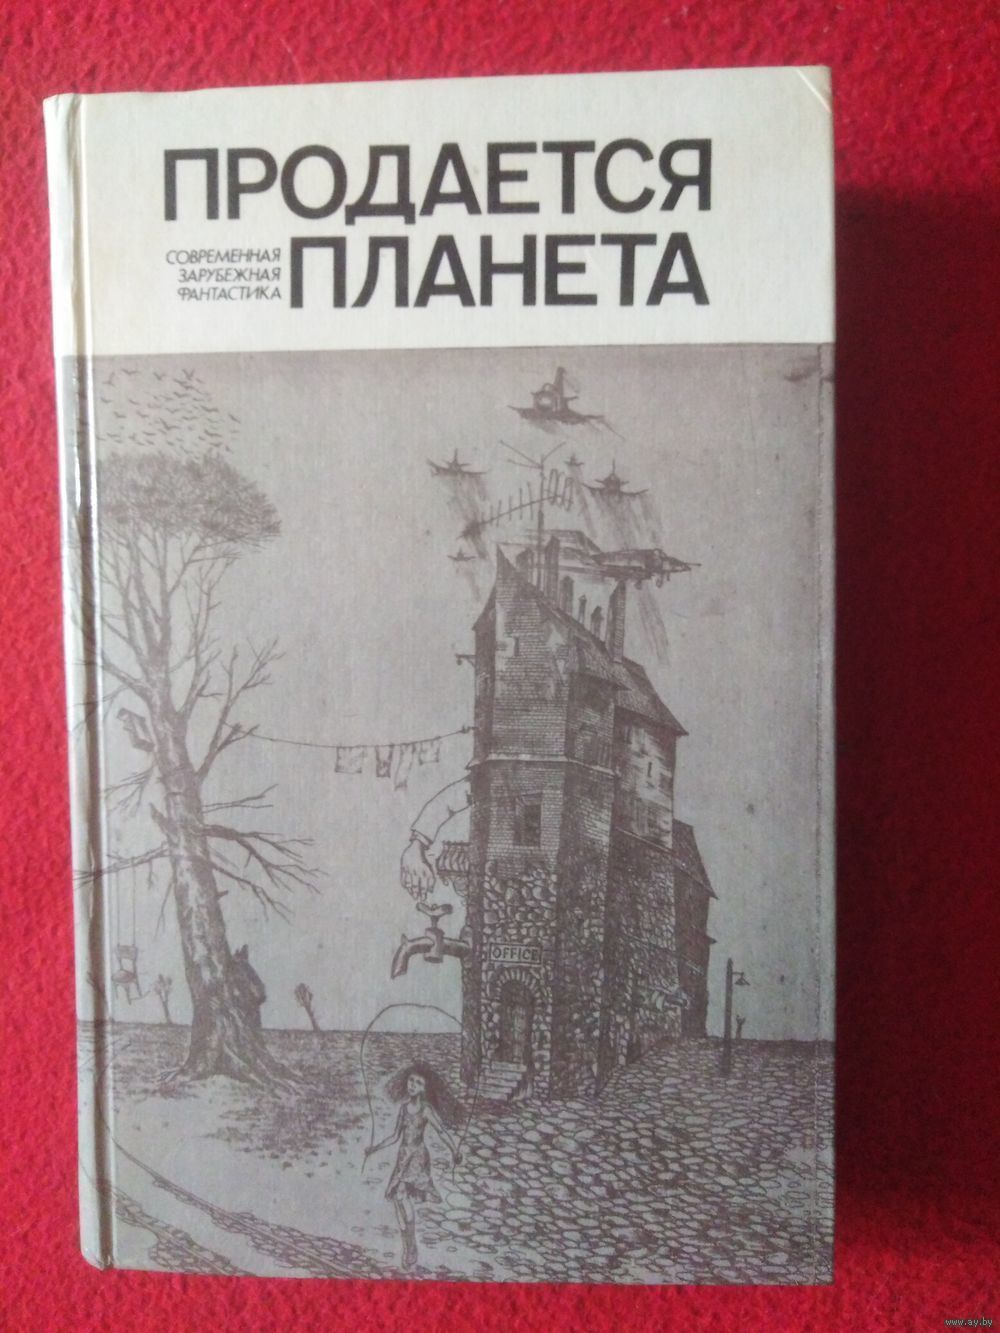 ПРОДАЕТСЯ
СОВРЕМЕННАЯ
ЗАРУБЕЖНАЯ
ФАНТАСТИКА
ПЛАНЕТА
OFFICE
www.ay.by